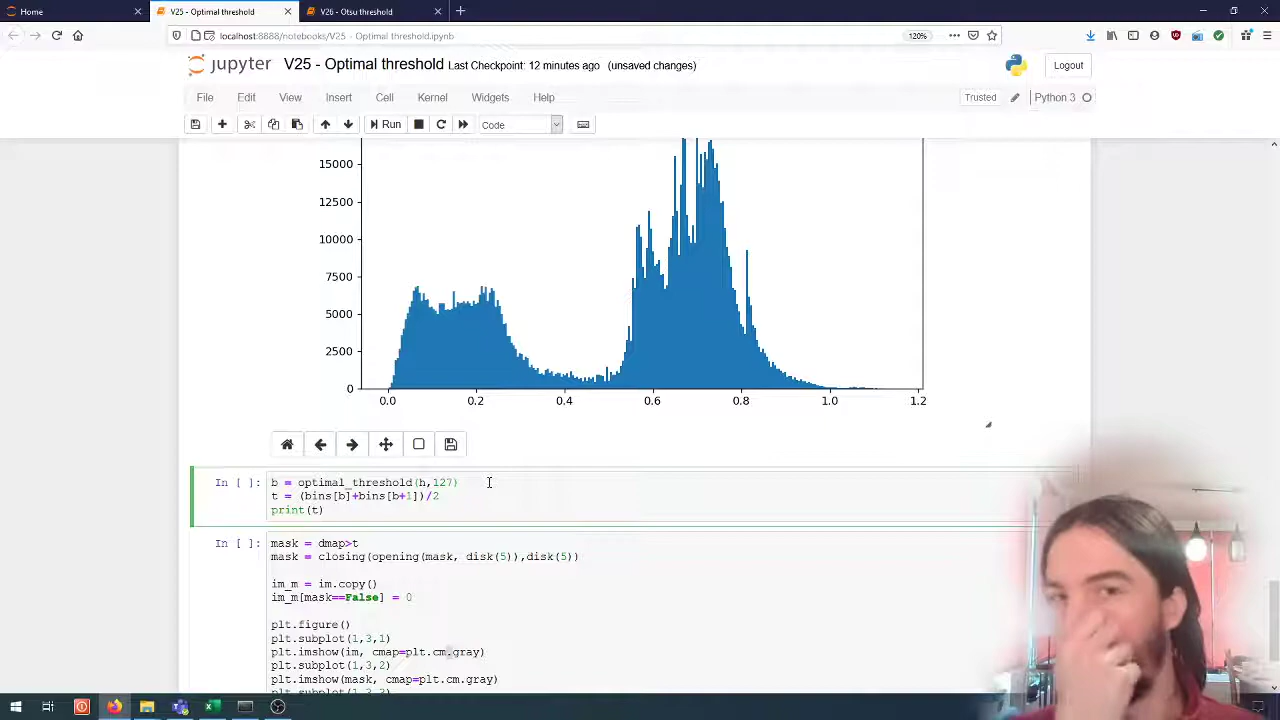 Home
V25 - Optimal threshold
V26 - Otsu threshold
localhost:8888/notebooks/V25 - Optimal threshold.ipynb
120%
jupyter V25 - Optimal threshold Last Checkpoint: 12 minutes ago (unsaved changes)
Logout
File Edit View Insert Cell Kernel Widgets Help
Trusted Python 3
Run Code
15000
12500
10000
7500
5000
2500
0
0.0 0.2 0.4 0.6 0.8 1.0 1.2
In [ ]: b = optimal_threshold(h,127)
t = (bins[b]+bins[b+1])/2
print(t)
In [ ]: mask = dmap>t
mask = closing(opening(mask, disk(5)),disk(5))
im_m = im.copy()
im_m[mask==False] = 0
plt.figure()
plt.subplot(1,3,1)
plt.imshow(im, cmap=plt.cm.gray)
plt.subplot(1,3,2)
plt.imshow(mask, cmap=plt.cm.gray)
plt.subplot(1,3,3)